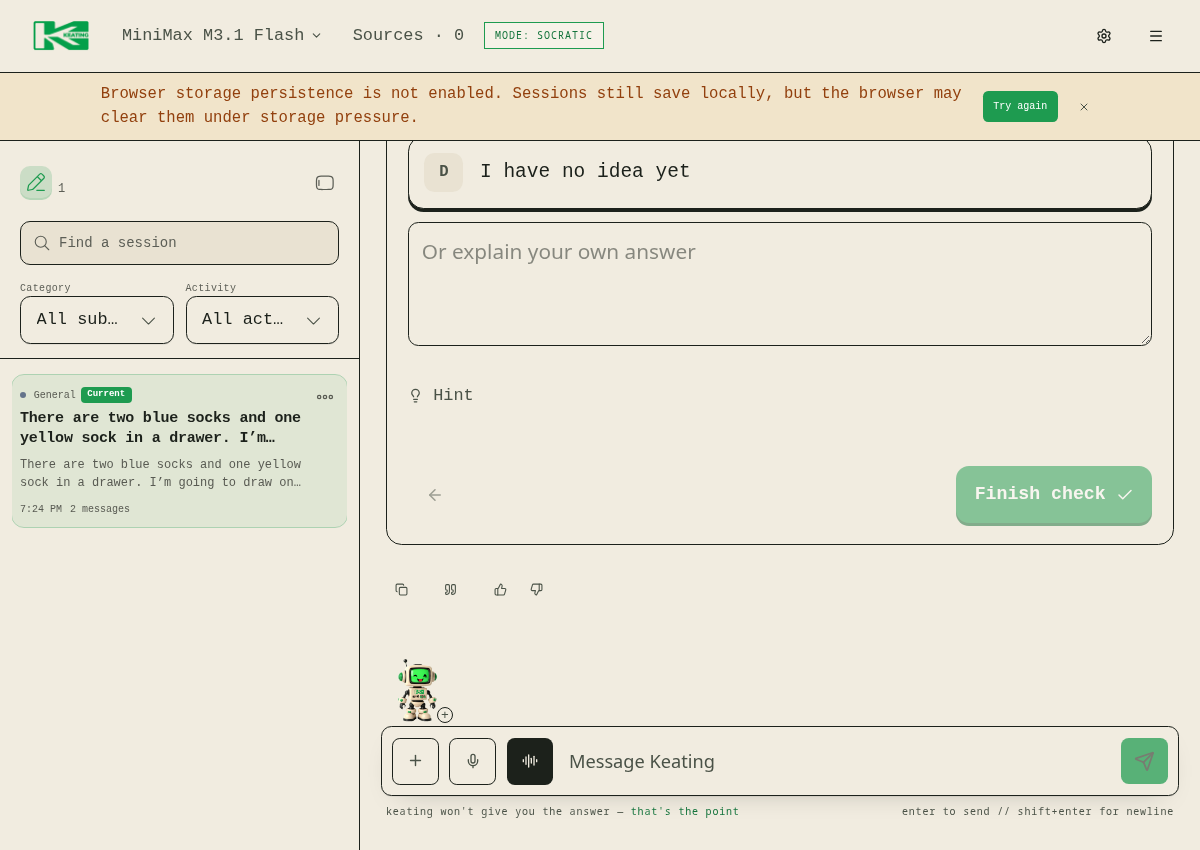 KEATING
MiniMax M3.1 Flash
Sources · 0
MODE: SOCRATIC
Browser storage persistence is not enabled. Sessions still save locally, but the browser may
clear them under storage pressure.
Try again
1
Find a session
Category
Activity
All sub…
All act…
General
Current
There are two blue socks and one
yellow sock in a drawer. I’m…
There are two blue socks and one yellow
sock in a drawer. I’m going to draw on…
7:24 PM
2 messages
D
I have no idea yet
Or explain your own answer
Hint
Finish check
Message Keating
keating won't give you the answer — that's the point
enter to send // shift+enter for newline